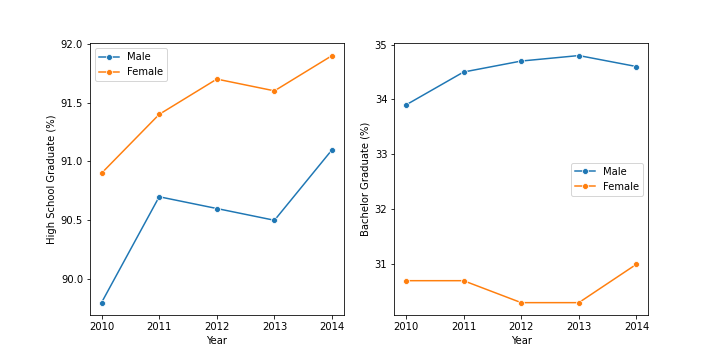 92.0
91.5
91.0
90.5
90.0
High School Graduate (%)
Male
Female
2010 2011 2012 2013 2014
Year
35
34
33
32
31
Bachelor Graduate (%)
Male
Female
2010 2011 2012 2013 2014
Year